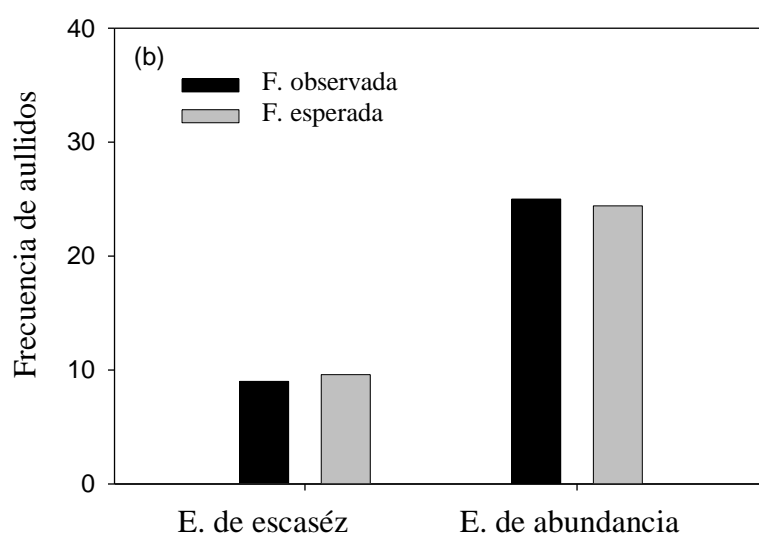 (b)
F. observada
F. esperada
Frecuencia de aullidos
40
30
20
10
0
E. de escaséz
E. de abundancia